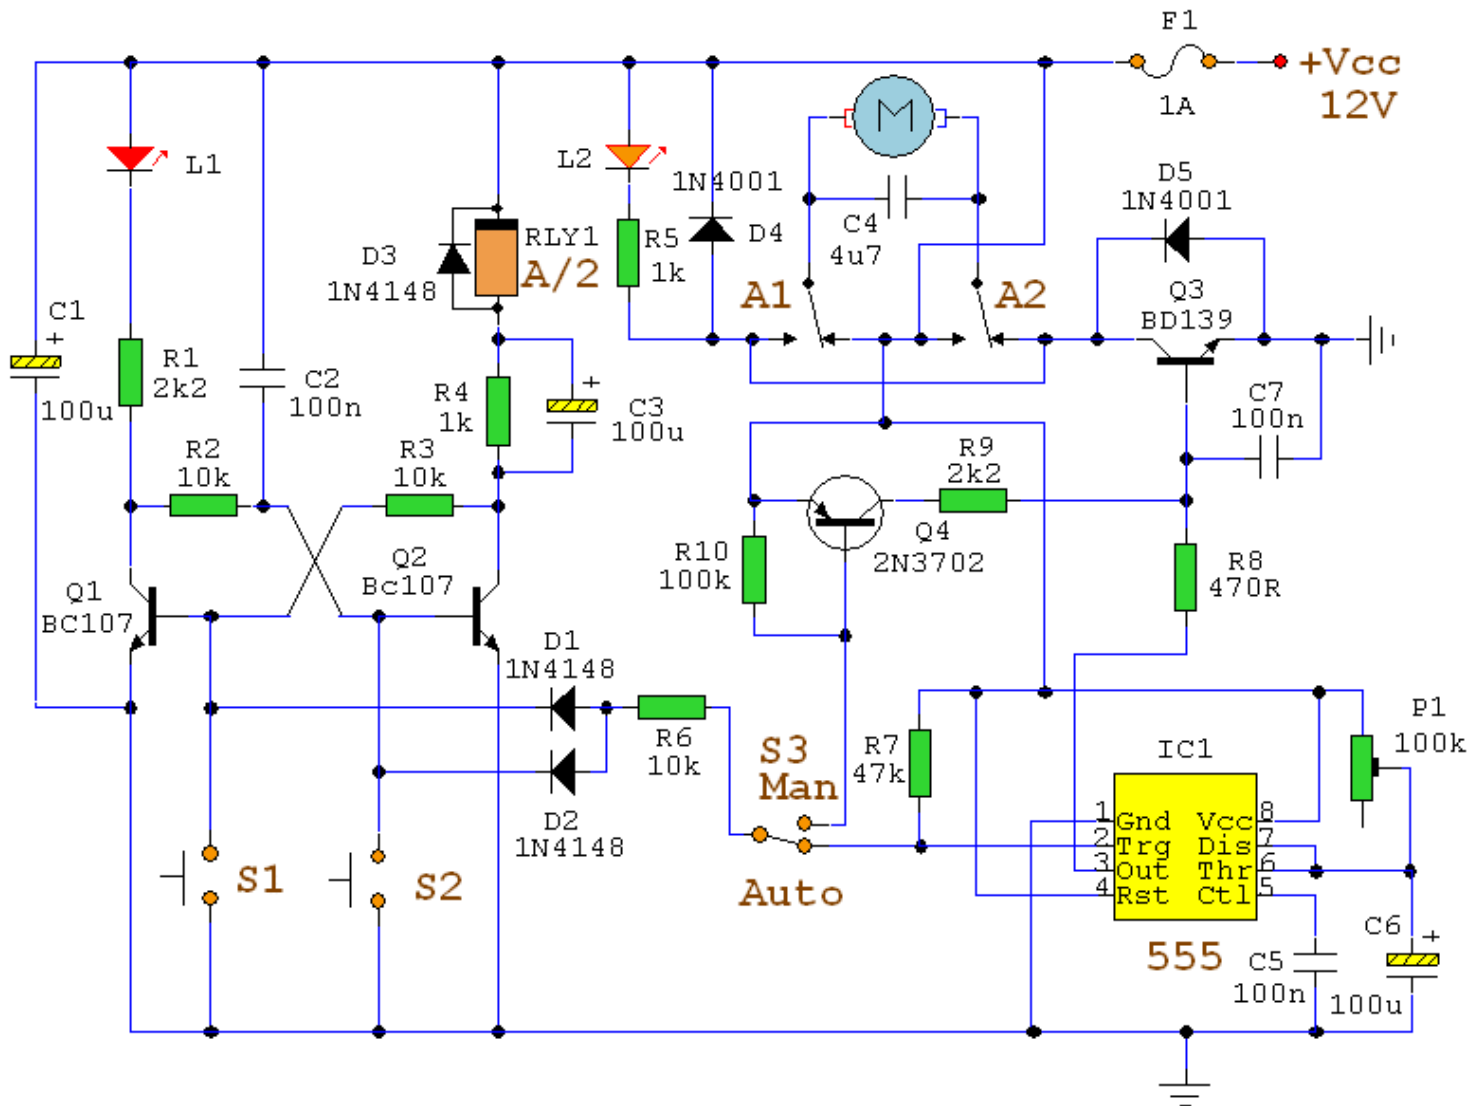 F1
+Vcc
12V
1A
L1
L2
1N4001
D4
C4
4u7
D5
1N4001
D3
1N4148
RLY1
A/2
R5
1k
A1
A2
Q3
BD139
C1
+
100u
R1
2k2
C2
100n
R4
1k
+
C3
100u
C7
100n
R2
10k
R3
10k
R9
2k2
Q4
2N3702
R10
100k
R8
470R
Q1
BC107
Q2
Bc107
D1
1N4148
R6
10k
D2
1N4148
S3
Man
Auto
R7
47k
P1
100k
IC1
1 Gnd Vcc 8
2 Trg Dis 7
3 Out Thr 6
4 Rst Ctl 5
555
S1
S2
C5
100n
C6
+
100u
M